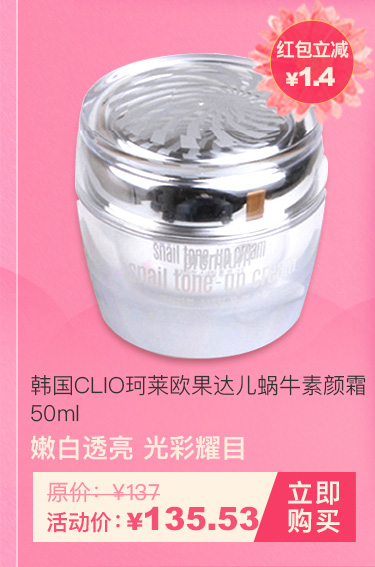 红包立减
¥1.4
snail tone-up cream
snail tone-up cream
韩国CLIO珂莱欧果达儿蜗牛素颜霜
50ml
嫩白透亮 光彩耀目
原价：¥137
活动价：¥135.53
立即
购买